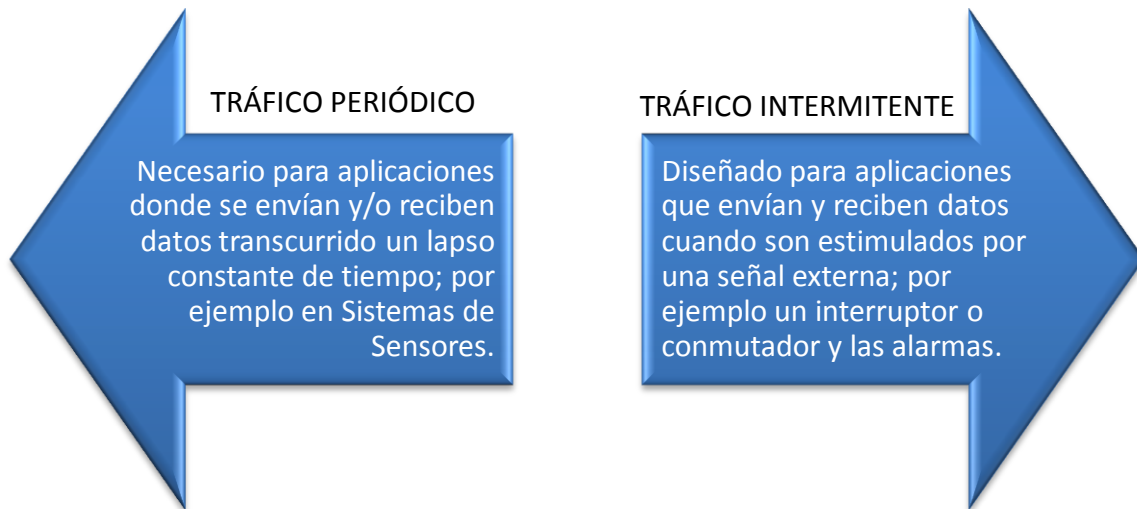 TRÁFICO PERIÓDICO
Necesario para aplicaciones
donde se envían y/o reciben
datos transcurrido un lapso
constante de tiempo; por
ejemplo en Sistemas de
Sensores.
TRÁFICO INTERMITENTE
Diseñado para aplicaciones
que envían y reciben datos
cuando son estimulados por
una señal externa; por
ejemplo un interruptor o
conmutador y las alarmas.